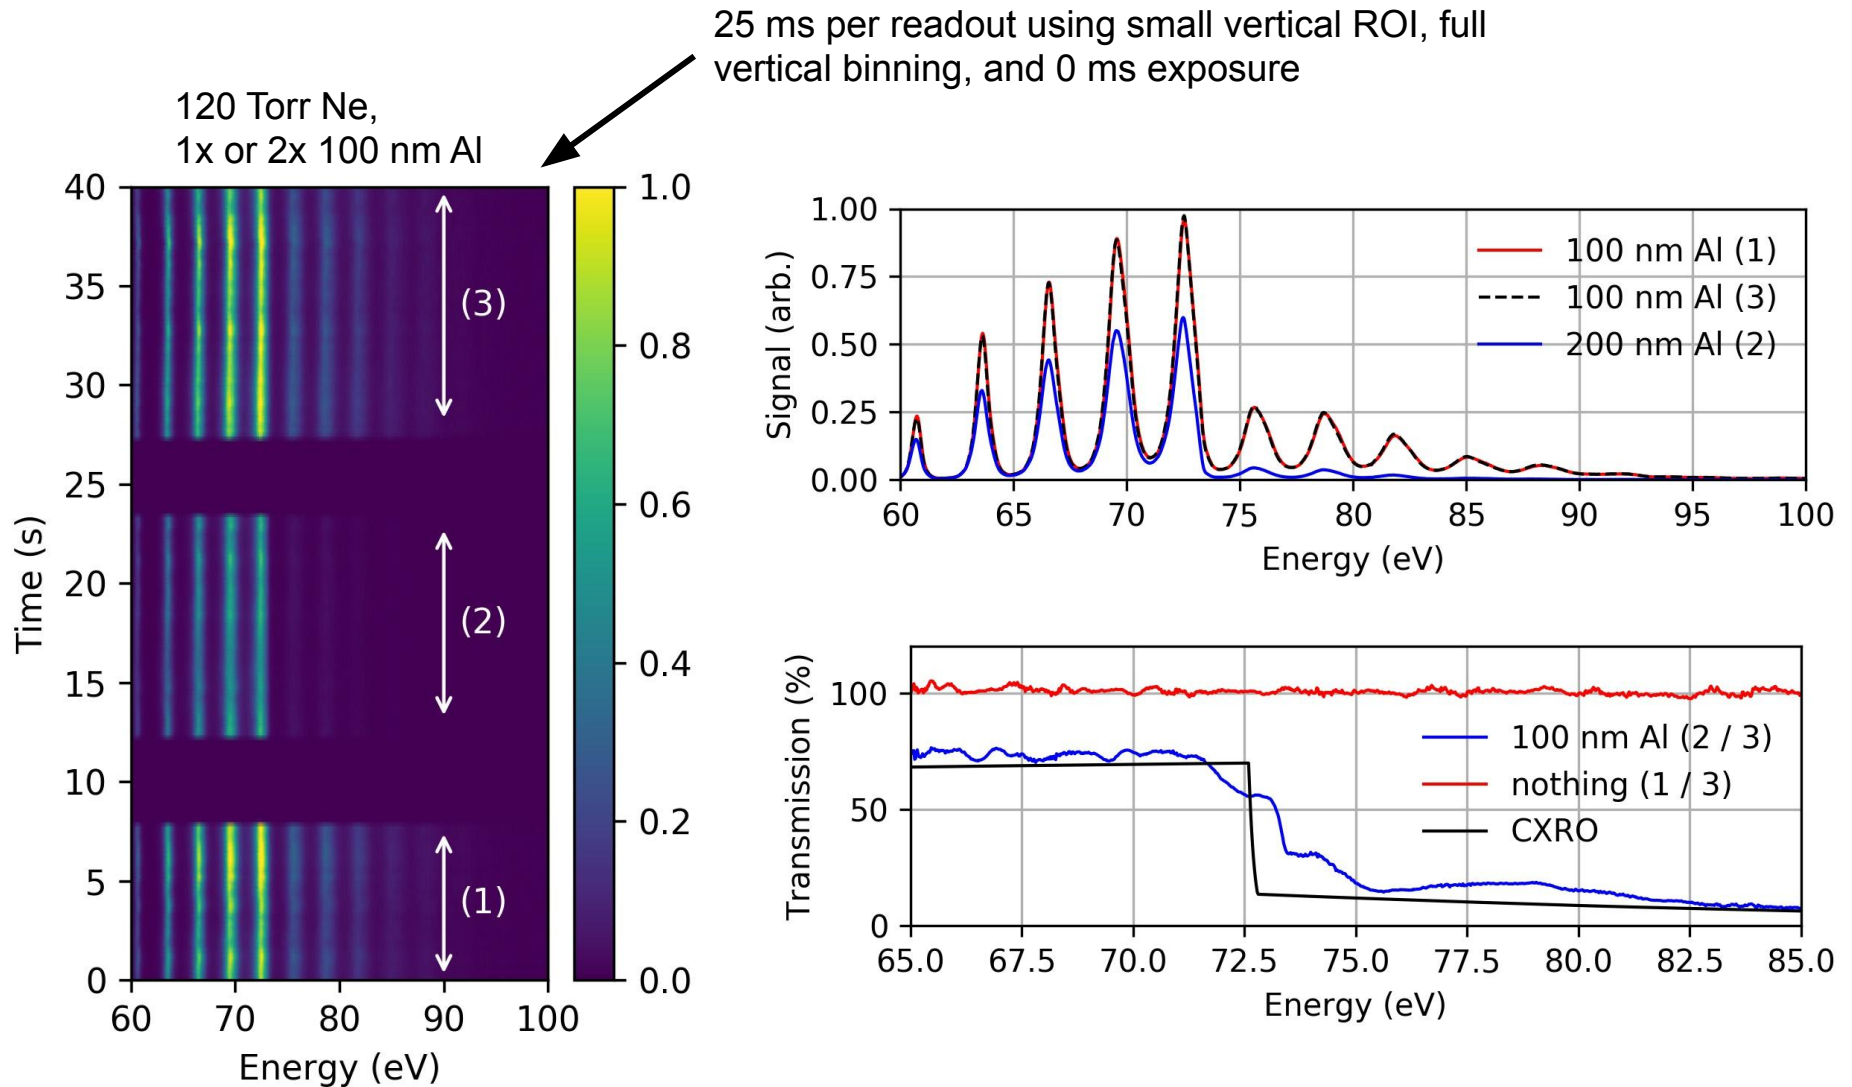 25 ms per readout using small vertical ROI, full
vertical binning, and 0 ms exposure
120 Torr Ne,
1x or 2x 100 nm Al
40
35
30
25
20
15
10
5
0
Time (s)
60 70 80 90 100
Energy (eV)
(3)
(2)
(1)
1.0
0.8
0.6
0.4
0.2
0.0
1.00
0.75
0.50
0.25
0.00
Signal (arb.)
100 nm Al (1)
100 nm Al (3)
200 nm Al (2)
60 65 70 75 80 85 90 95 100
Energy (eV)
100
50
0
Transmission (%)
100 nm Al (2 / 3)
nothing (1 / 3)
CXRO
65.0 67.5 70.0 72.5 75.0 77.5 80.0 82.5 85.0
Energy (eV)